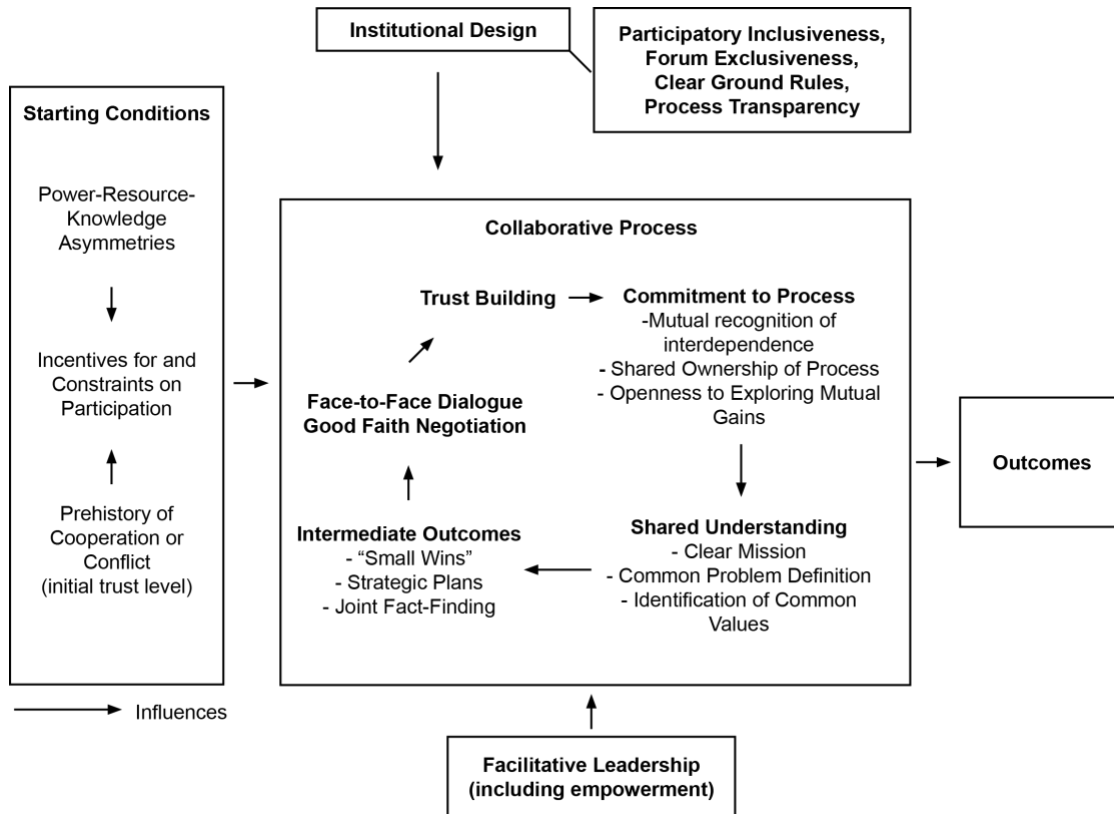 Institutional Design
Participatory Inclusiveness,
Forum Exclusiveness,
Clear Ground Rules,
Process Transparency
Starting Conditions
Power-Resource-
Knowledge
Asymmetries
Incentives for and
Constraints on
Participation
Prehistory of
Cooperation or
Conflict
(initial trust level)
Collaborative Process
Trust Building
Commitment to Process
-Mutual recognition of
interdependence
- Shared Ownership of Process
- Openness to Exploring Mutual
Gains
Face-to-Face Dialogue
Good Faith Negotiation
Intermediate Outcomes
- “Small Wins”
- Strategic Plans
- Joint Fact-Finding
Shared Understanding
- Clear Mission
- Common Problem Definition
- Identification of Common
Values
Outcomes
Influences
Facilitative Leadership
(including empowerment)